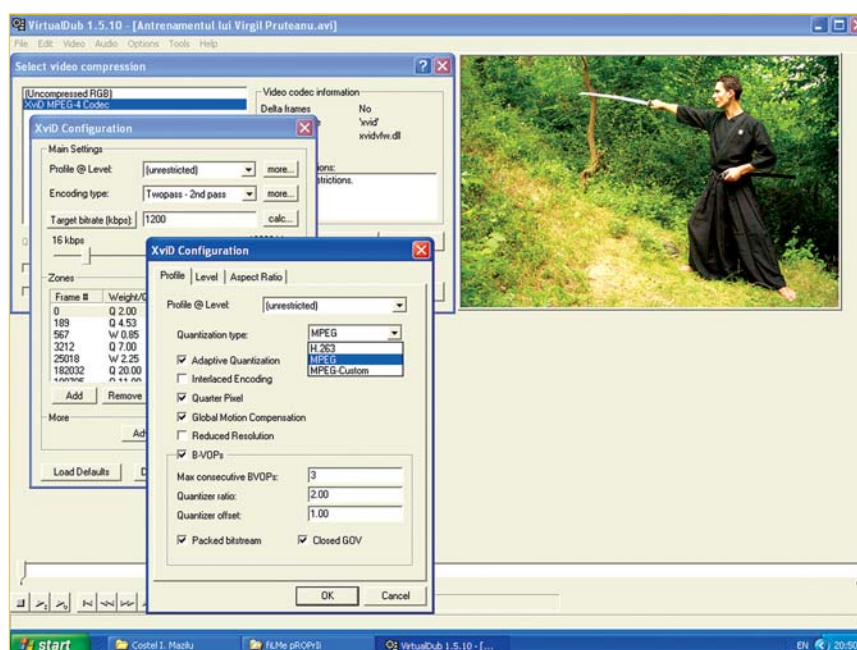 VirtualDub 1.5.10 - [Antrenamentul lui Virgil Pruteanu.avi]
File Edit Video Audio Options Tools Help
Select video compression
(Uncompressed RGB)
XviD MPEG-4 Codec
Video codec information
Delta frames No
'xvid'
xvidvfw.dll
strictions.
XviD Configuration
Main Settings
Profile @ Level: (unrestricted) more...
Encoding type: Twopass - 2nd pass more...
Target bitrate (kbps): 1200 calc...
16 kbps
Zones
Frame # Weight/Q
0 Q 2.00
189 Q 4.53
567 W 0.85
3212 Q 7.00
25018 W 2.25
182032 Q 20.00
Add Remove
More
Load Defaults
XviD Configuration
Profile Level Aspect Ratio
Profile @ Level: (unrestricted)
Quantization type: MPEG
H.263
MPEG
MPEG-Custom
Adaptive Quantization
Interlaced Encoding
Quarter Pixel
Global Motion Compensation
Reduced Resolution
B-VOPs
Max consecutive BVOPs: 3
Quantizer ratio: 2.00
Quantizer offset: 1.00
Packed bitstream Closed GOV
OK Cancel
start Costel I. Mazilu fiLMe pROPrIi VirtualDub 1.5.10 - [... EN 20:50